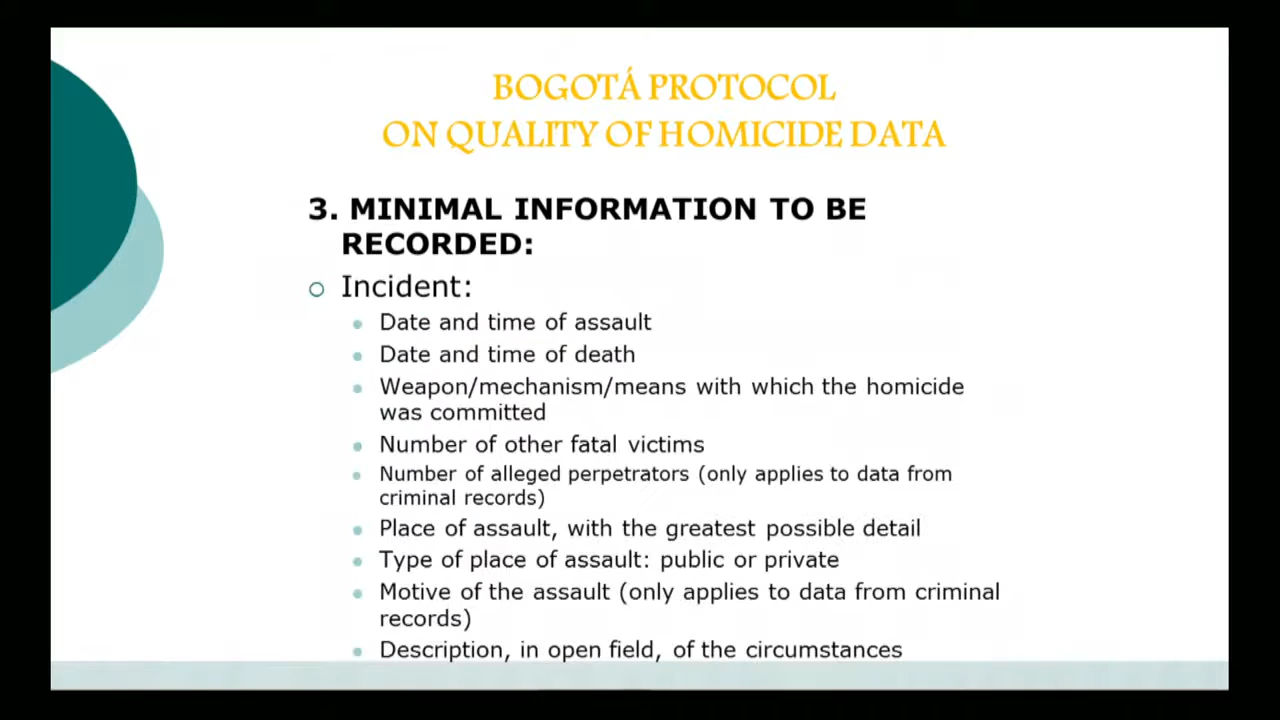 BOGOTÁ PROTOCOL
ON QUALITY OF HOMICIDE DATA
3. MINIMAL INFORMATION TO BE
RECORDED:
Incident:
Date and time of assault
Date and time of death
Weapon/mechanism/means with which the homicide
was committed
Number of other fatal victims
Number of alleged perpetrators (only applies to data from
criminal records)
Place of assault, with the greatest possible detail
Type of place of assault: public or private
Motive of the assault (only applies to data from criminal
records)
Description, in open field, of the circumstances